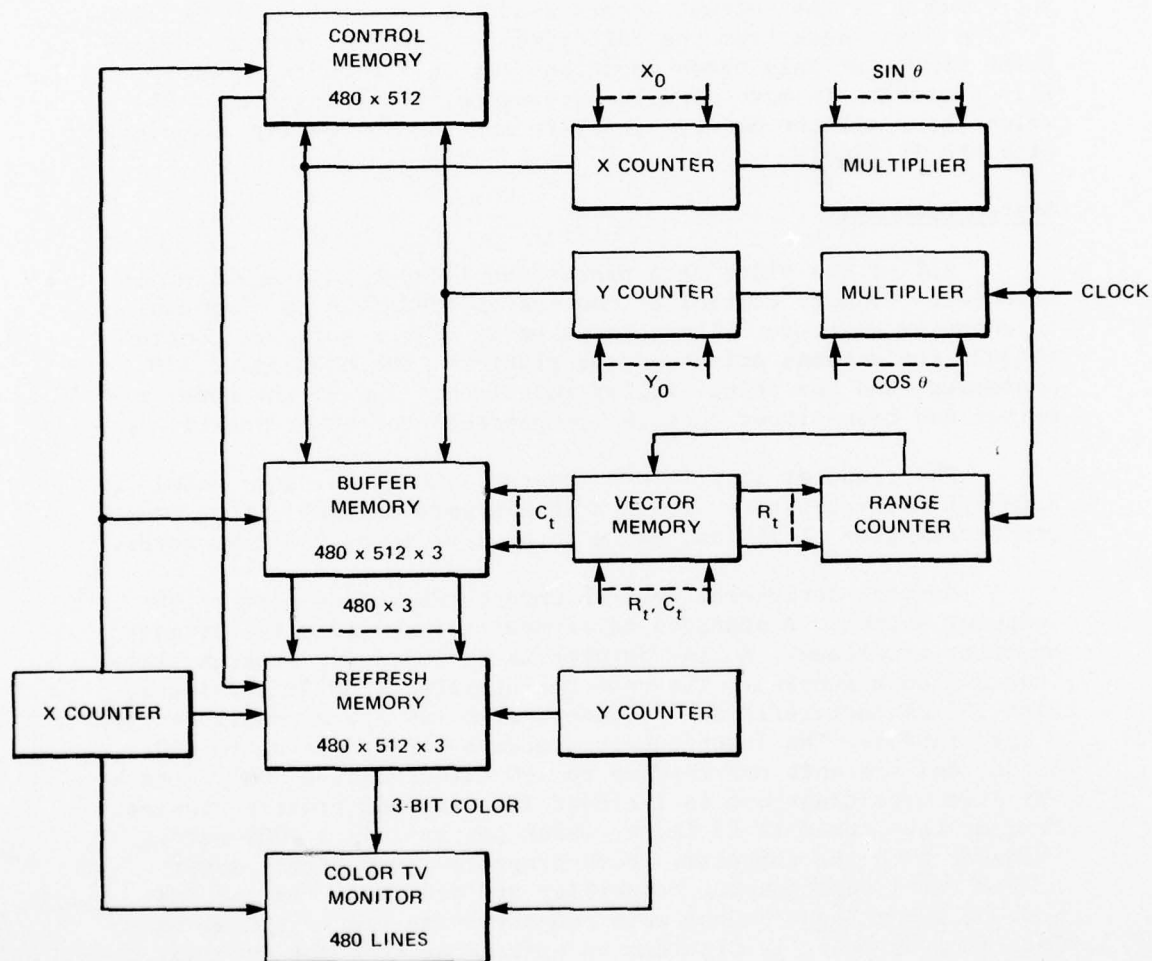 CONTROL
MEMORY
480 x 512
X₀
SIN θ
X COUNTER
MULTIPLIER
Y COUNTER
MULTIPLIER
CLOCK
Y₀
COS θ
BUFFER
MEMORY
480 x 512 x 3
Cₜ
VECTOR
MEMORY
Rₜ
RANGE
COUNTER
Rₜ, Cₜ
480 x 3
X COUNTER
REFRESH
MEMORY
480 x 512 x 3
Y COUNTER
3-BIT COLOR
COLOR TV
MONITOR
480 LINES